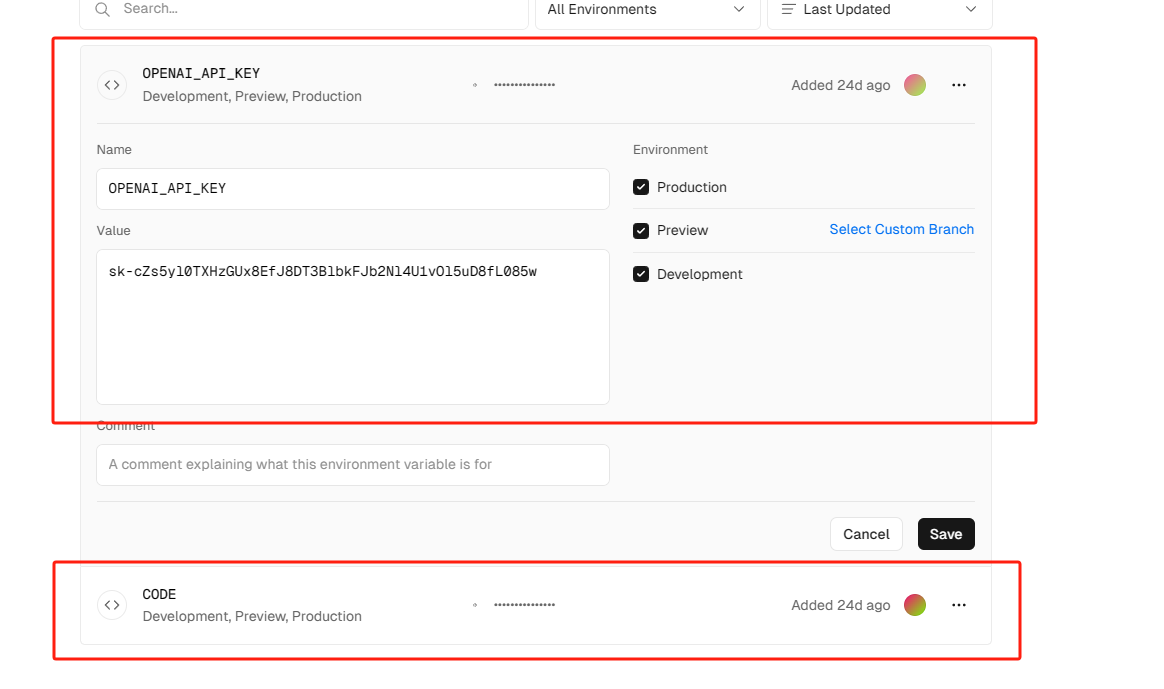 Search...
All Environments
Last Updated
OPENAI_API_KEY
Development, Preview, Production
Added 24d ago
Name
OPENAI_API_KEY
Value
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
Environment
Production
Preview
Select Custom Branch
Development
Comment
A comment explaining what this environment variable is for
Cancel
Save
CODE
Development, Preview, Production
Added 24d ago